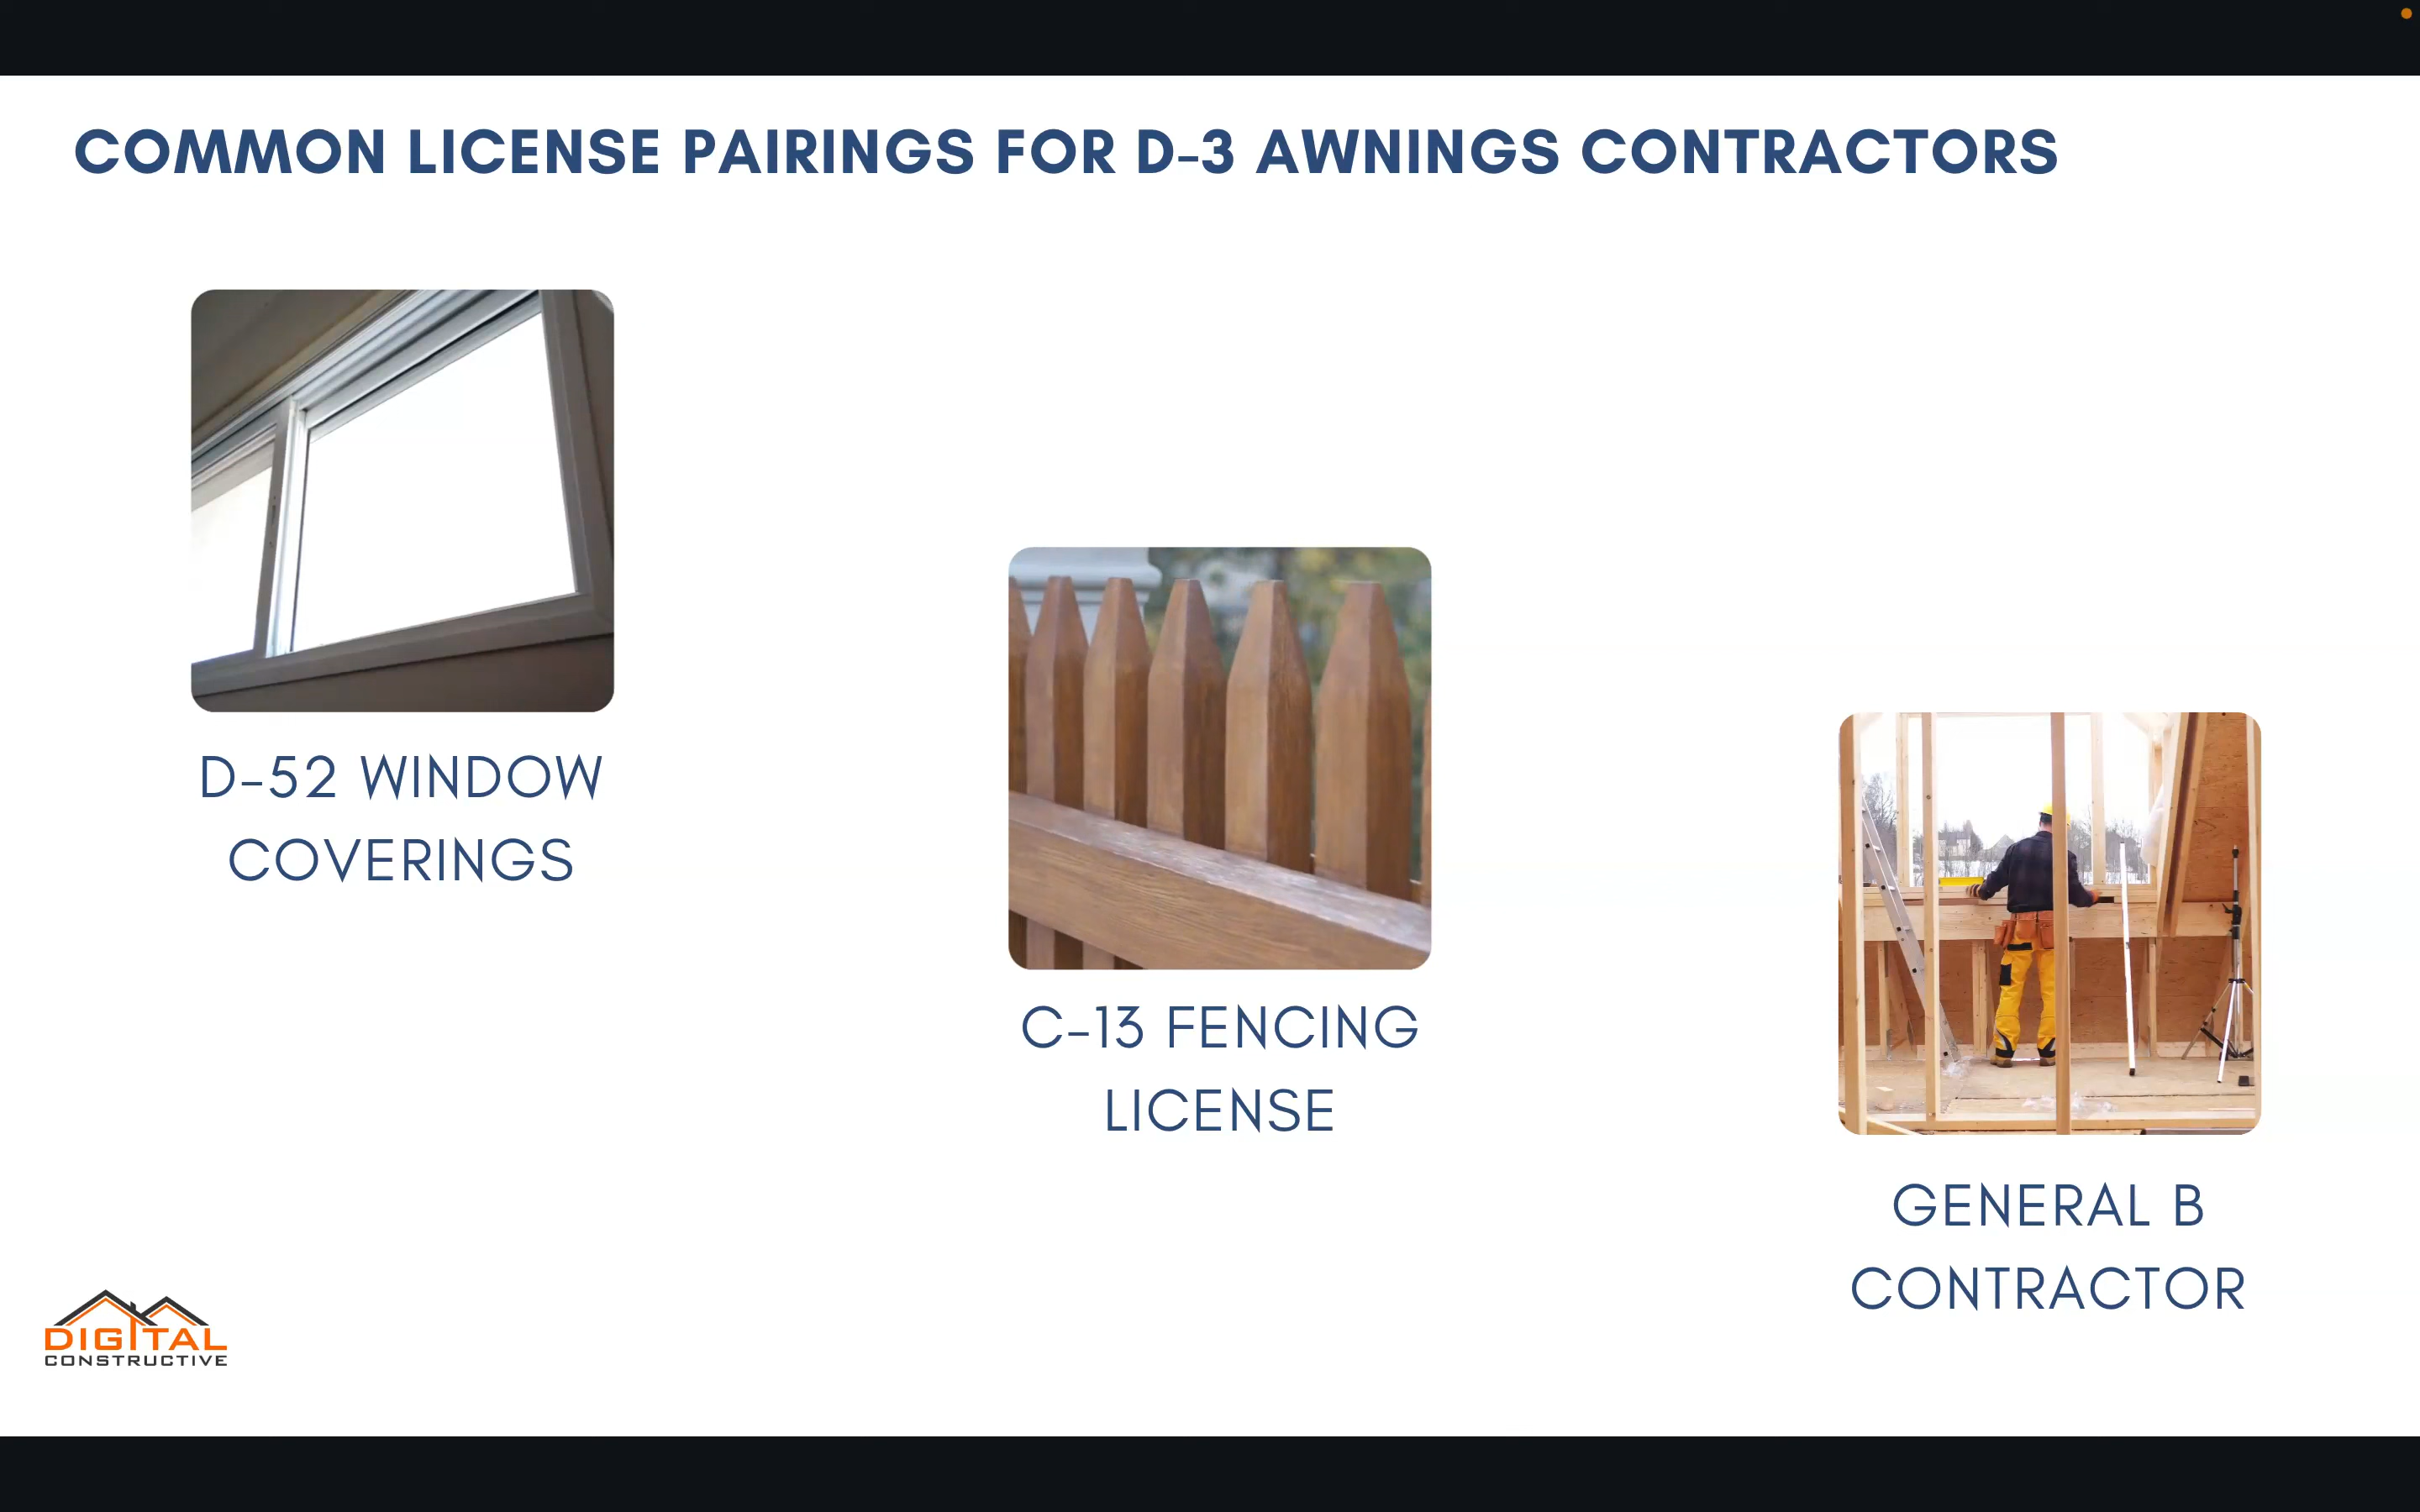 COMMON LICENSE PAIRINGS FOR D-3 AWNINGS CONTRACTORS
D-52 WINDOW
COVERINGS
C-13 FENCING
LICENSE
GENERAL B
CONTRACTOR
DIGITAL
CONSTRUCTIVE